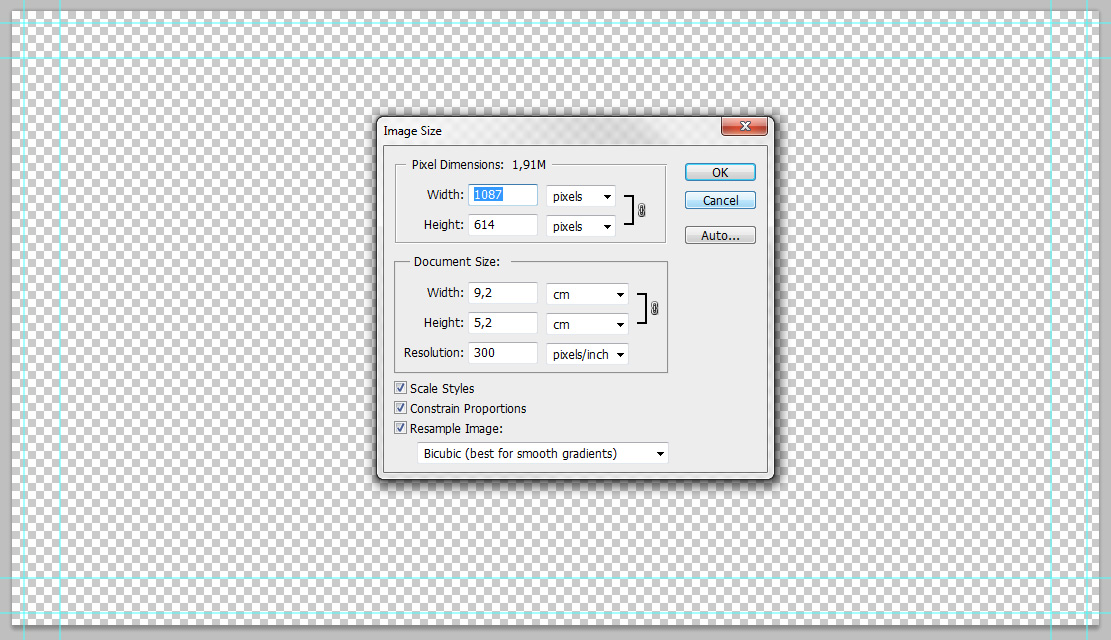 Image Size
Pixel Dimensions: 1,91M
Width: 1087 pixels
Height: 614 pixels
OK
Cancel
Auto...
Document Size:
Width: 9,2 cm
Height: 5,2 cm
Resolution: 300 pixels/inch
Scale Styles
Constrain Proportions
Resample Image:
Bicubic (best for smooth gradients)